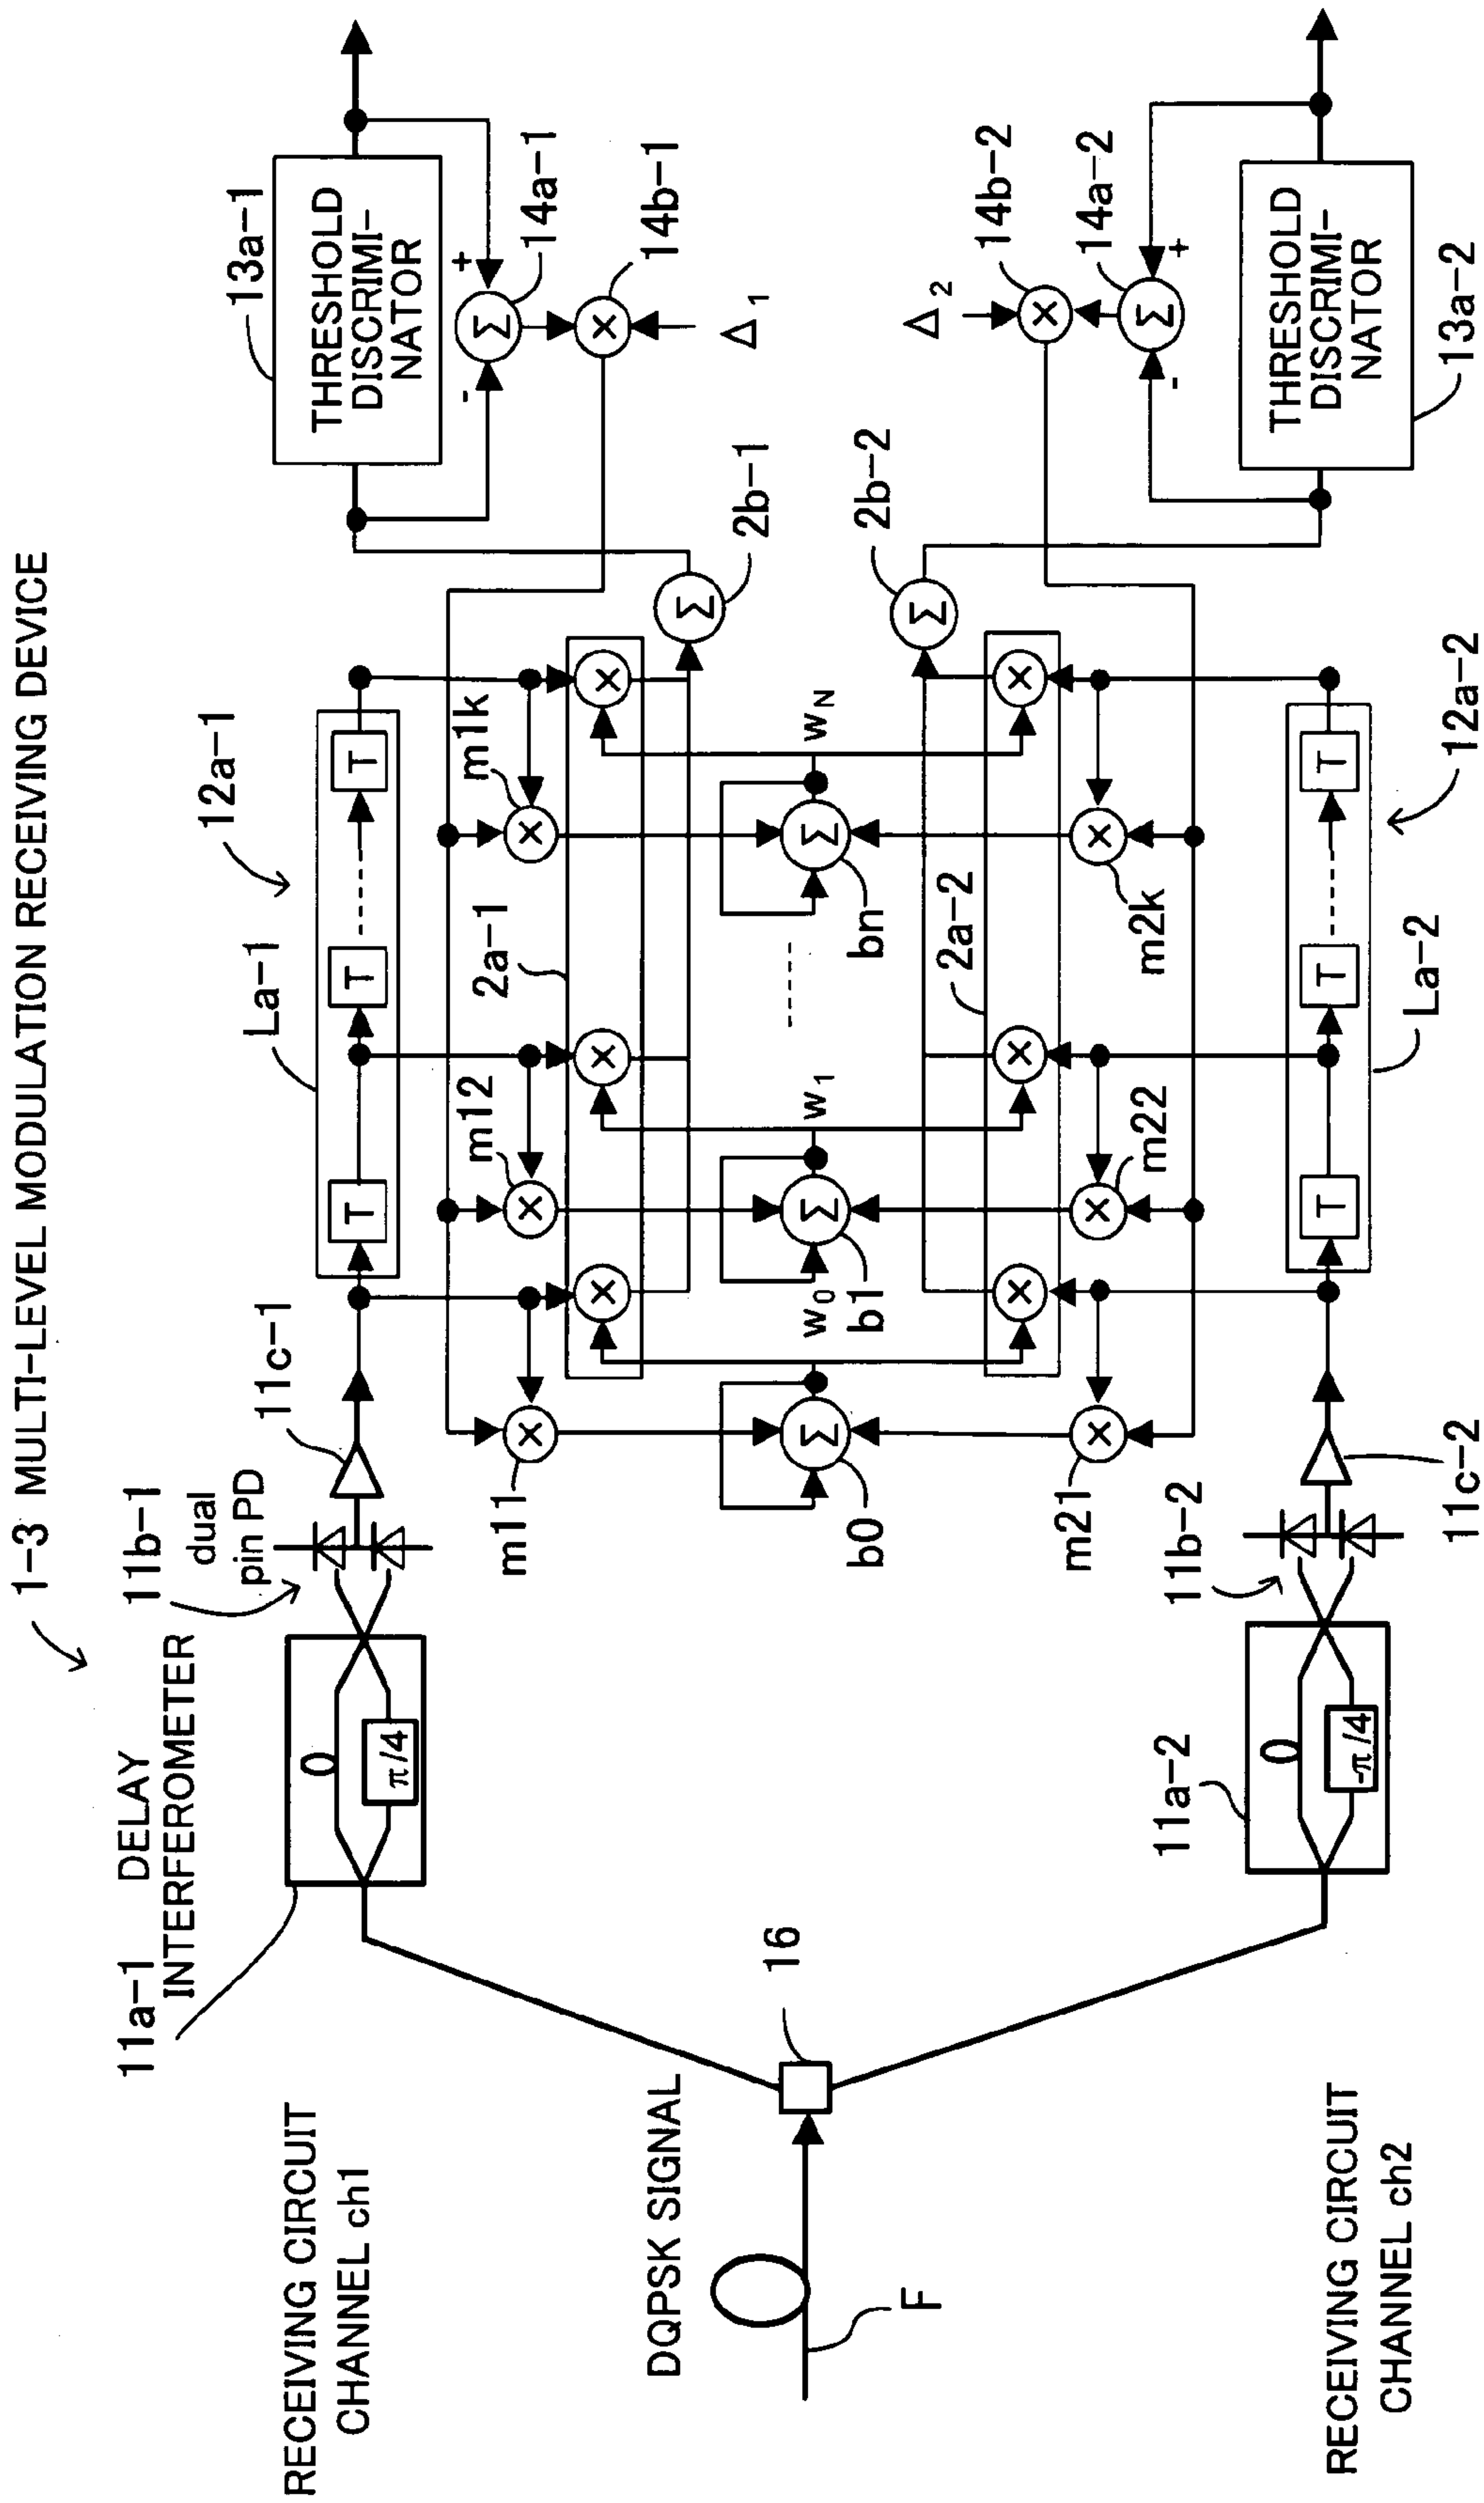 1-3 MULTI-LEVEL MODULATION RECEIVING DEVICE
RECEIVING CIRCUIT
CHANNEL ch1
11a-1
DELAY
INTERFEROMETER
0
π/4
11b-1
dual
pin PD
11c-1
La-1
12a-1
T
T
T
13a-1
THRESHOLD
DISCRIMI-
NATOR
-
+
Σ
14a-1
×
14b-1
Δ1
m11
×
m12
×
m1k
×
2a-1
×
×
×
Σ
2b-1
DQPSK SIGNAL
F
16
b0
Σ
w0
b1
Σ
w1
bn
Σ
wN
2a-2
×
×
×
Σ
2b-2
m21
×
m22
×
m2k
×
Δ2
×
14b-2
Σ
14a-2
-
+
RECEIVING CIRCUIT
CHANNEL ch2
11a-2
0
-π/4
11b-2
11c-2
La-2
12a-2
T
T
T
THRESHOLD
DISCRIMI-
NATOR
13a-2